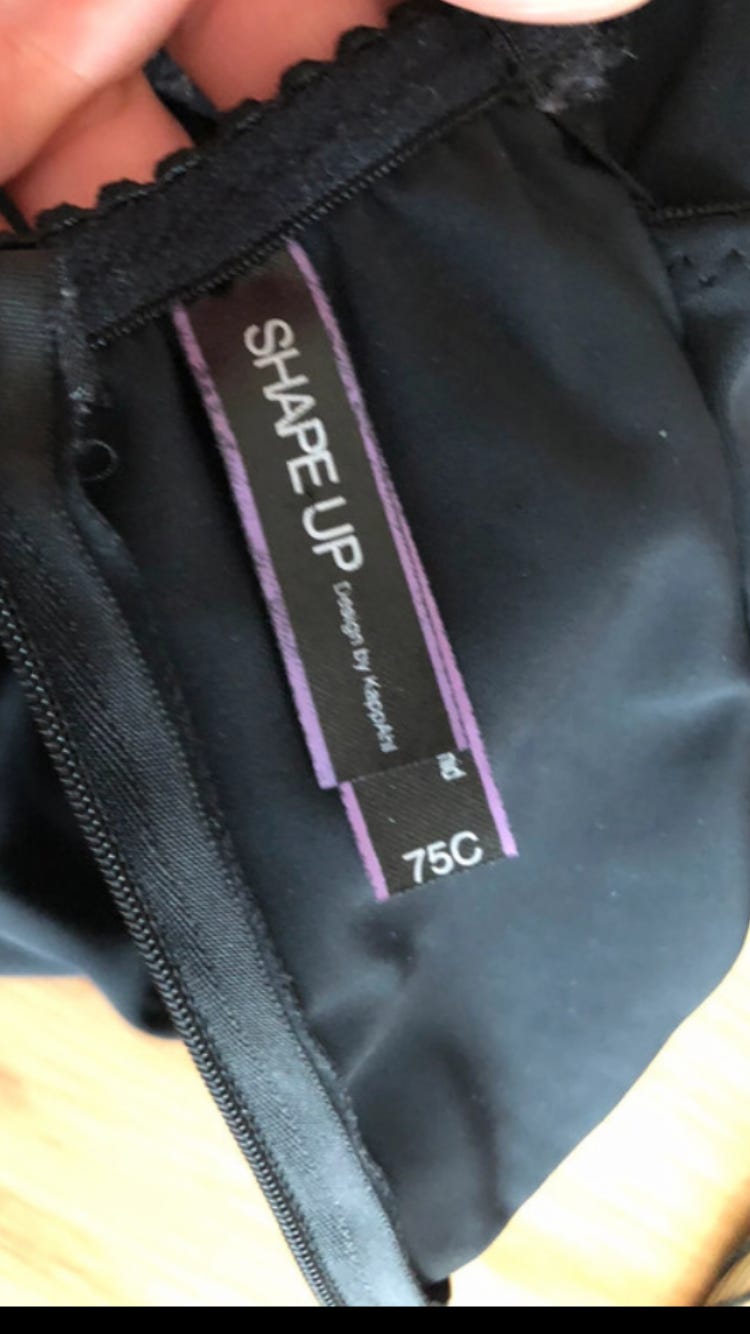 SHAPE UP Design by KappAhl
75C